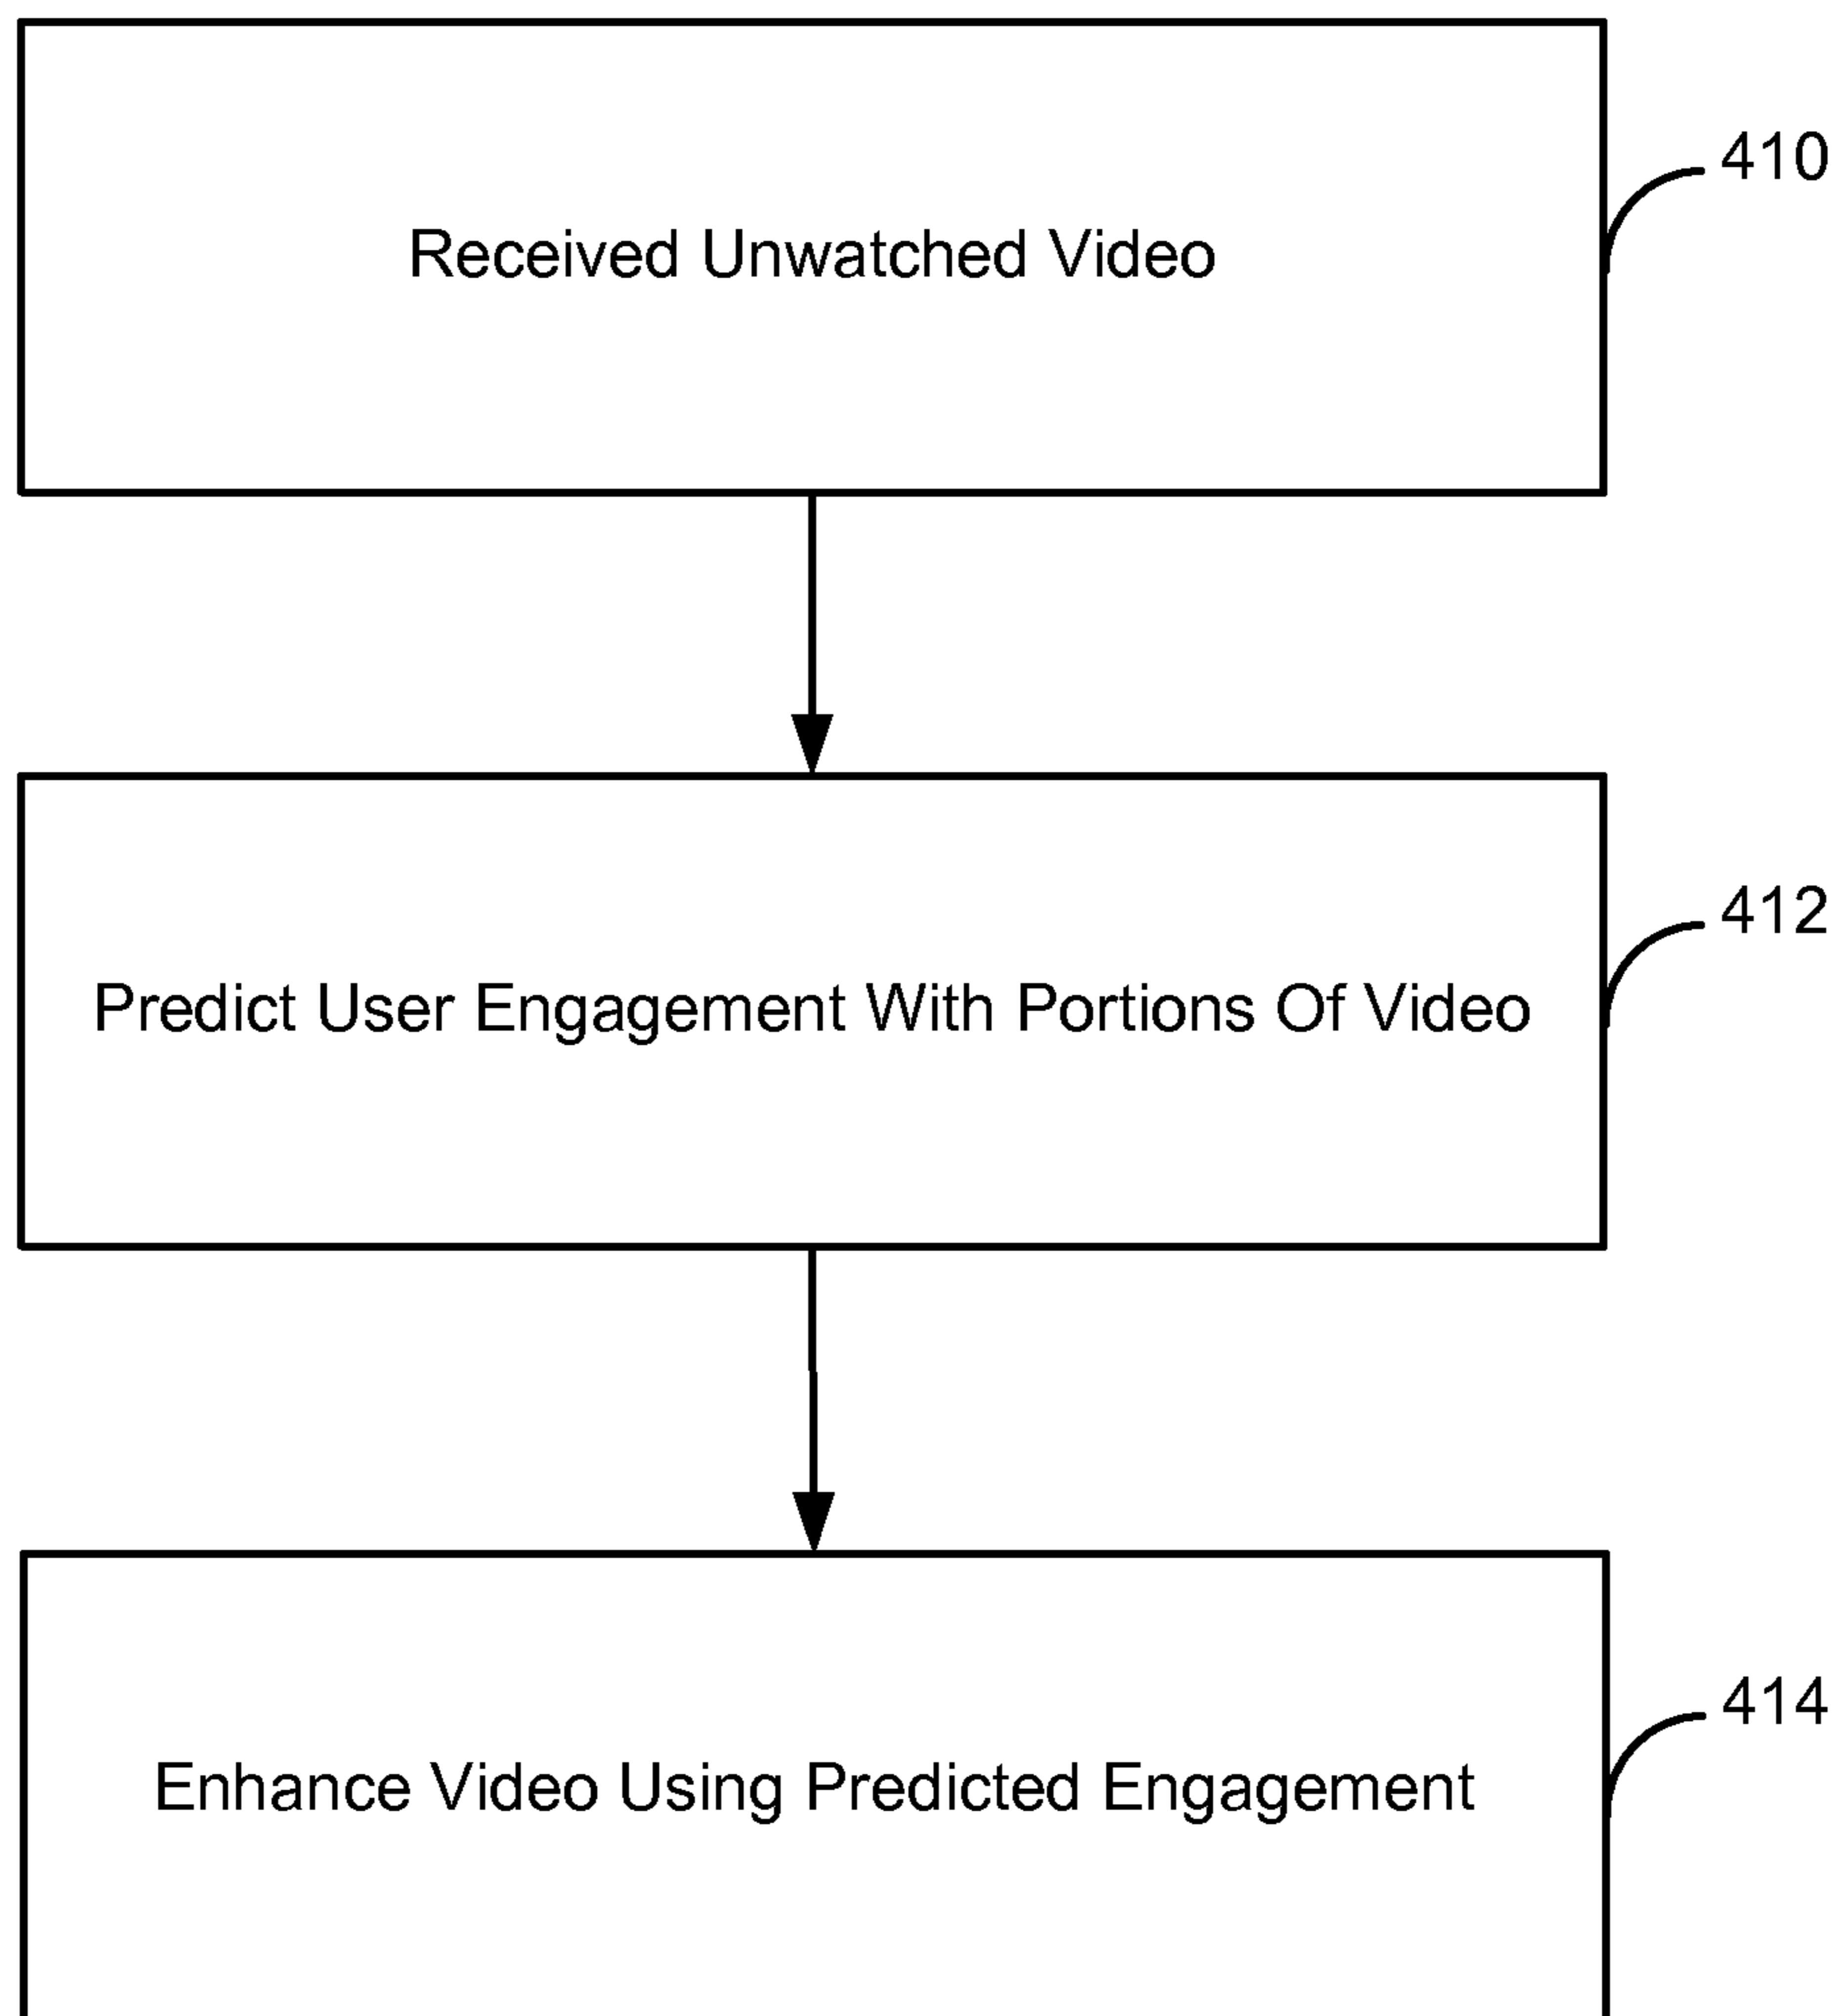 Received Unwatched Video
410
Predict User Engagement With Portions Of Video
412
Enhance Video Using Predicted Engagement
414